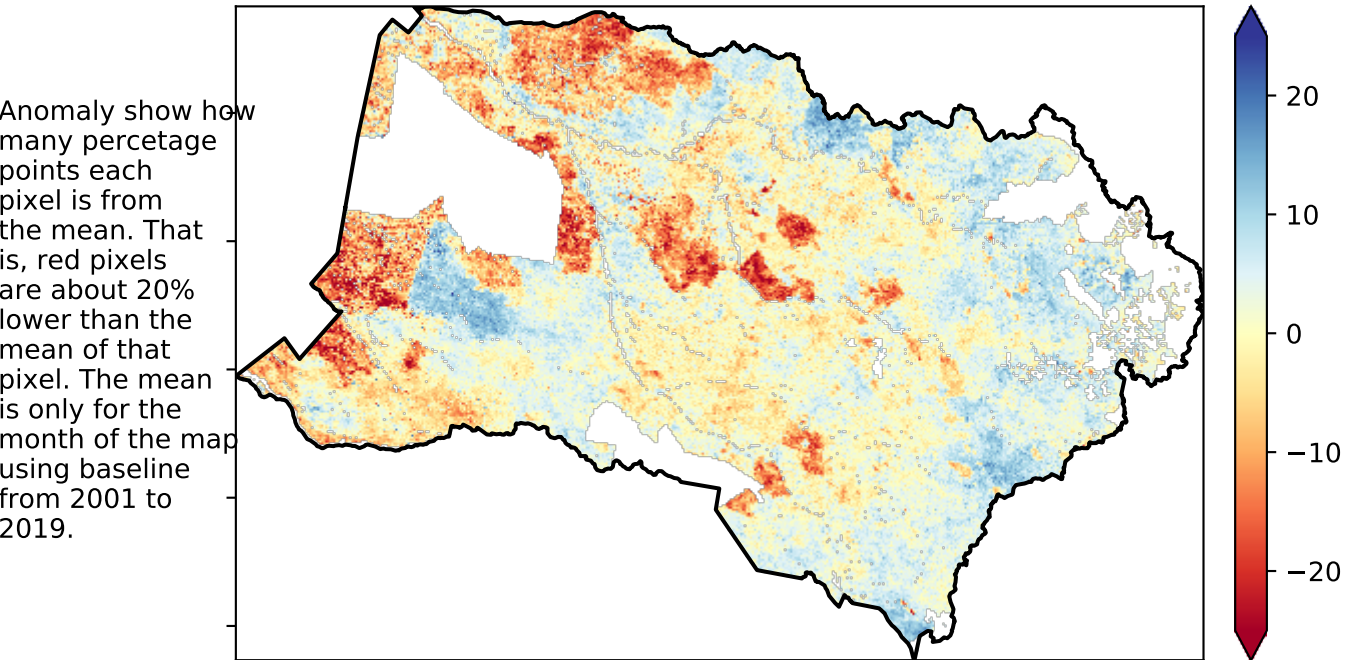 Anomaly show how
many percetage
points each
pixel is from
the mean. That
is, red pixels
are about 20%
lower than the
mean of that
pixel. The mean
is only for the
month of the map
using baseline
from 2001 to
2019.
20
10
0
−10
−20